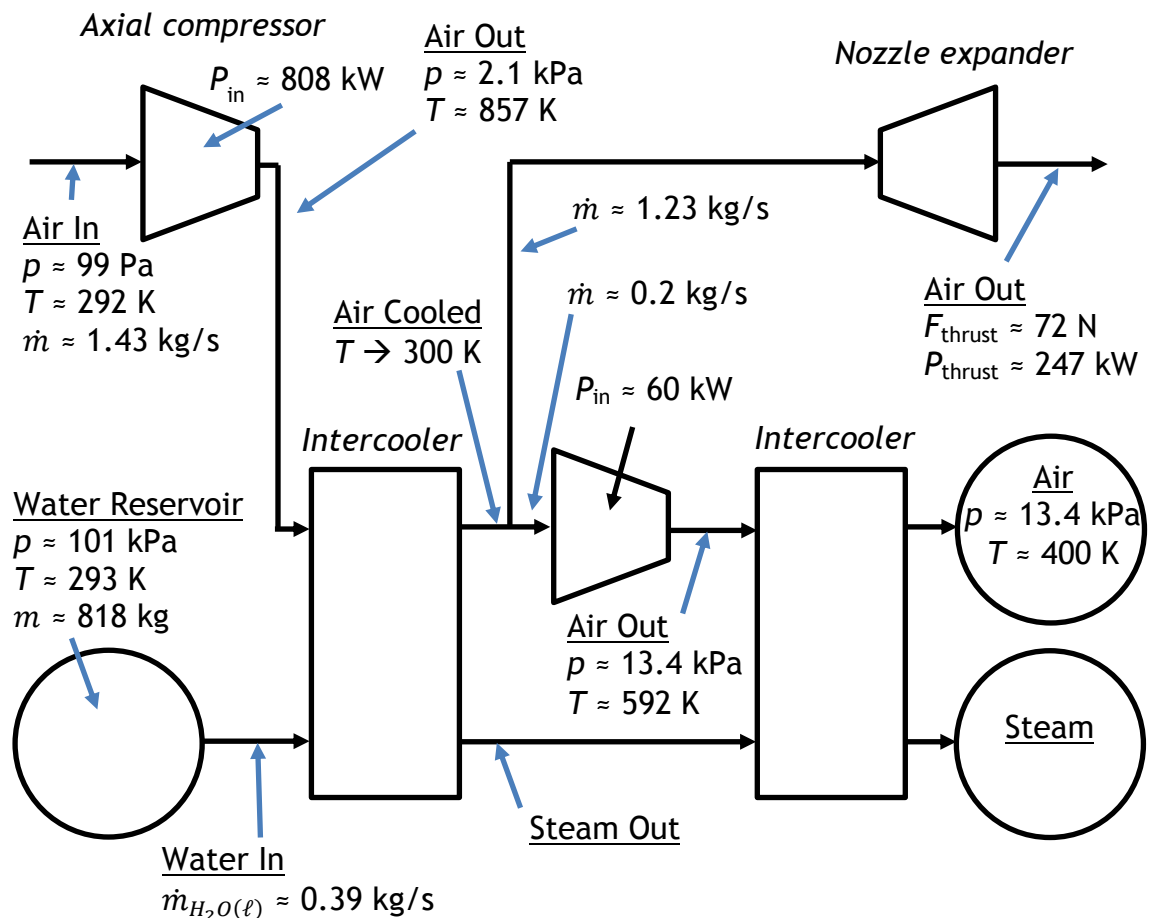 Axial compressor
P_in ≈ 808 kW
Air Out
p ≈ 2.1 kPa
T ≈ 857 K
Nozzle expander
Air In
p ≈ 99 Pa
T ≈ 292 K
ṁ ≈ 1.43 kg/s
ṁ ≈ 1.23 kg/s
ṁ ≈ 0.2 kg/s
Air Cooled
T → 300 K
Air Out
F_thrust ≈ 72 N
P_thrust ≈ 247 kW
P_in ≈ 60 kW
Intercooler
Intercooler
Water Reservoir
p ≈ 101 kPa
T ≈ 293 K
m ≈ 818 kg
Air
p ≈ 13.4 kPa
T ≈ 400 K
Air Out
p ≈ 13.4 kPa
T ≈ 592 K
Steam
Steam Out
Water In
ṁ_H₂O(ℓ) ≈ 0.39 kg/s